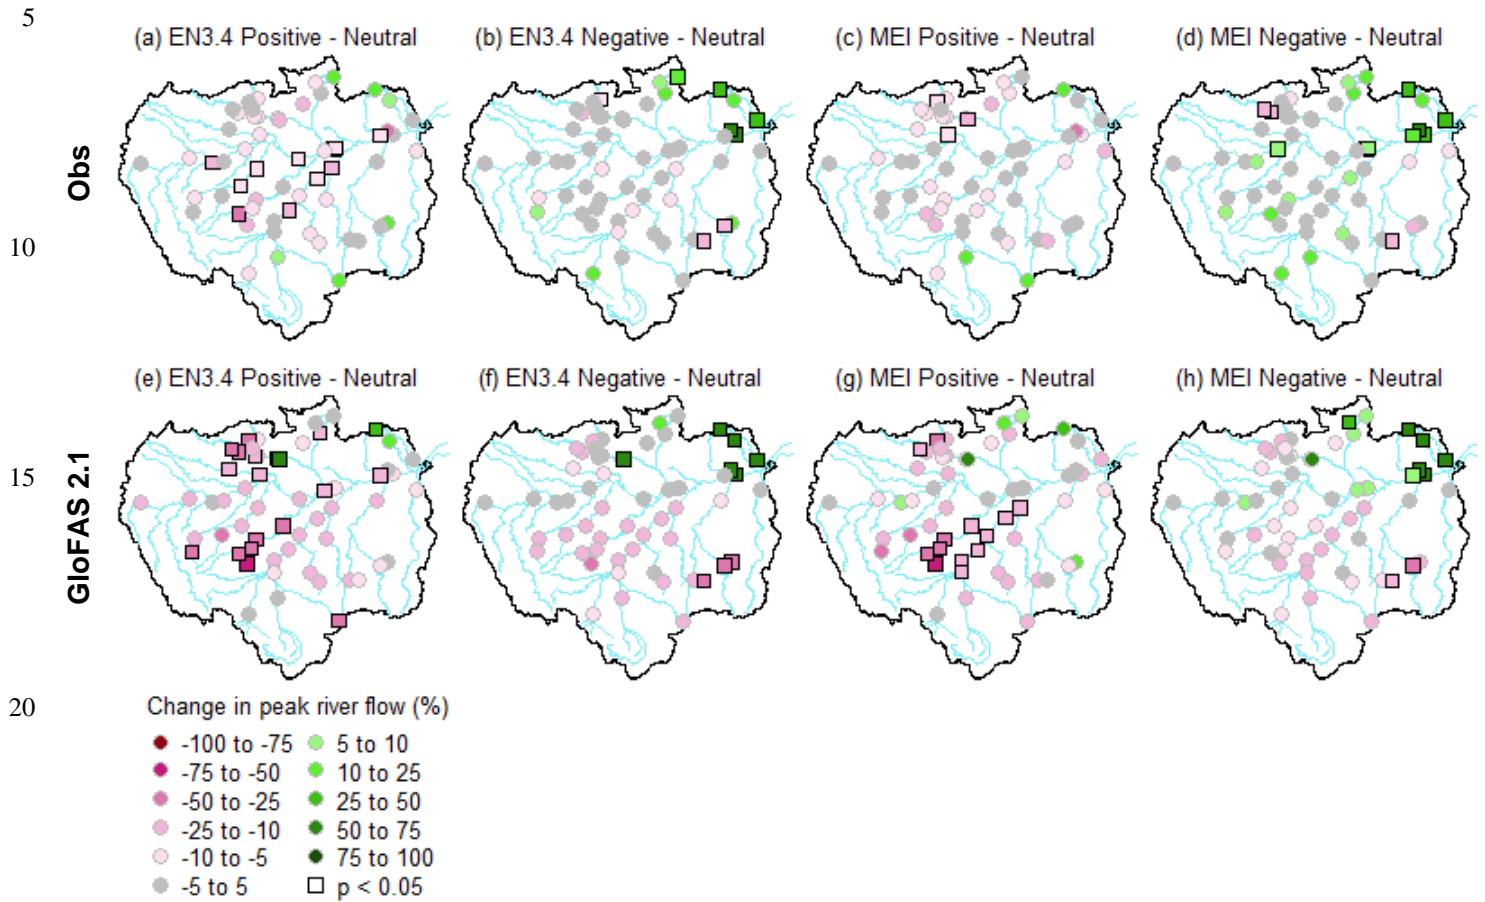 5
(a) EN3.4 Positive - Neutral
(b) EN3.4 Negative - Neutral
(c) MEI Positive - Neutral
(d) MEI Negative - Neutral
Obs
10
(e) EN3.4 Positive - Neutral
(f) EN3.4 Negative - Neutral
(g) MEI Positive - Neutral
(h) MEI Negative - Neutral
15
GloFAS 2.1
20
Change in peak river flow (%)
-100 to -75
-75 to -50
-50 to -25
-25 to -10
-10 to -5
-5 to 5
5 to 10
10 to 25
25 to 50
50 to 75
75 to 100
p < 0.05